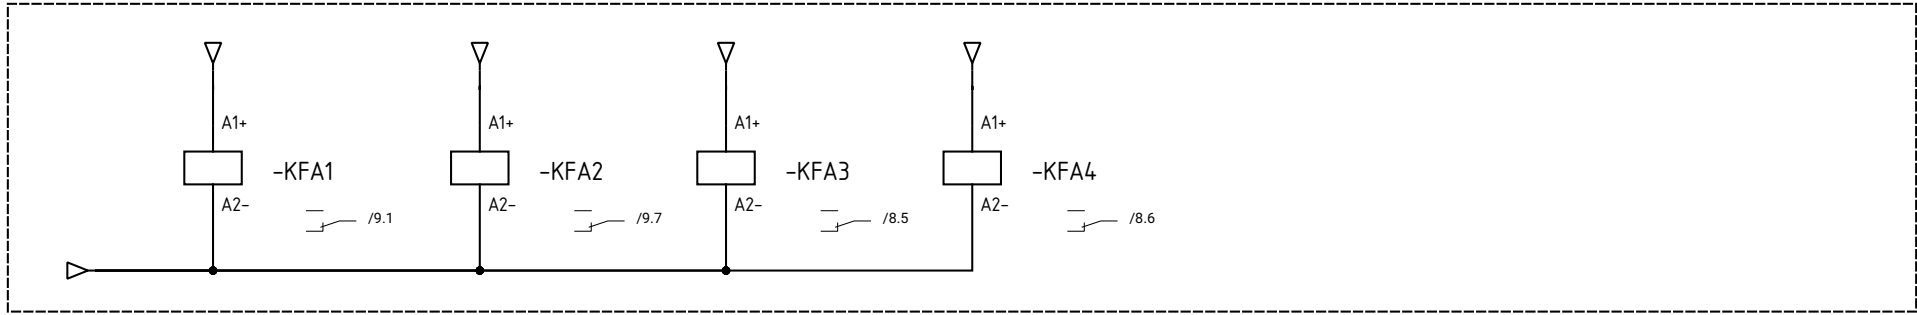 A1+ A1+ A1+ A1+
-KFA1 -KFA2 -KFA3 -KFA4
A2- A2- A2- A2-
/9.1 /9.7 /8.5 /8.6